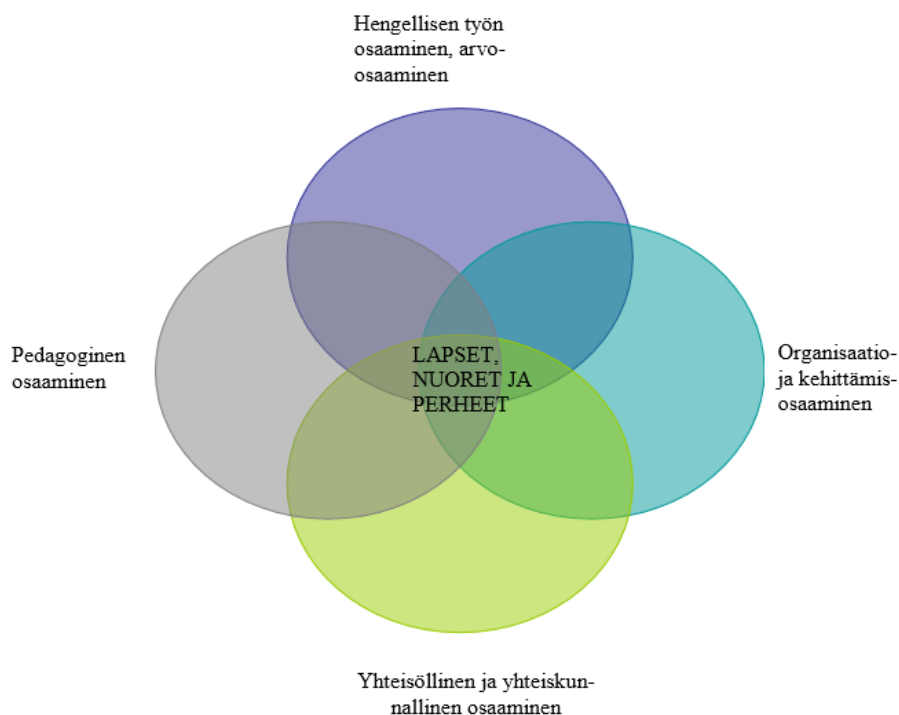 Hengellisen työn
osaaminen, arvo-
osaaminen
Pedagoginen
osaaminen
LAPSET,
NUORET JA
PERHEET
Organisaatio-
ja kehittämis-
osaaminen
Yhteisöllinen ja yhteiskun-
nallinen osaaminen